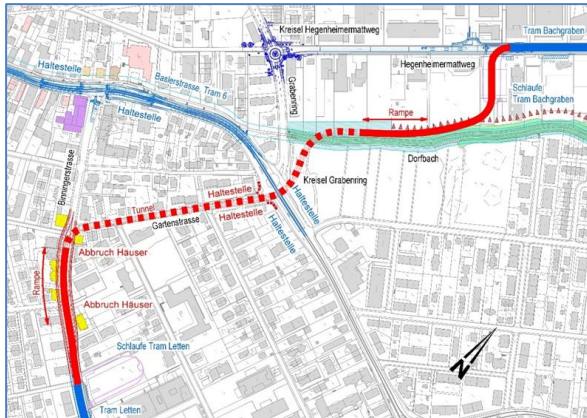 Kreisel Hegenheimermattweg
Tram Bachgraben
Haltestelle
Baslerstrasse, Tram 6
Grabenring
Hegenheimermattweg
Haltestelle
Schlaufe
Tram Bachgraben
Rampe
Dorfbach
Binningerstrasse
Kreisel Grabenring
Haltestelle
Tunnel
Haltestelle
Haltestelle
Gartenstrasse
Haltestelle
Abbruch Häuser
Rampe
Abbruch Häuser
Schlaufe Tram Letten
N
Tram Letten